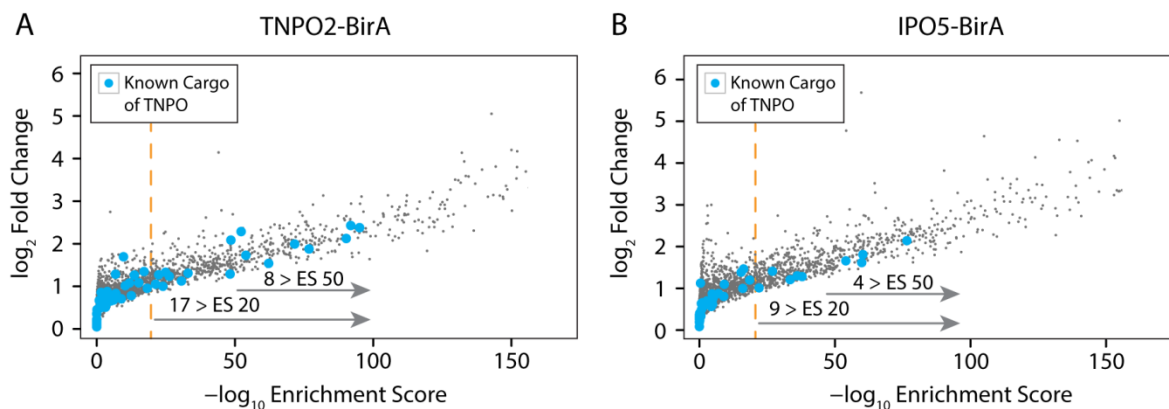 A
TNPO2-BirA
Known Cargo
of TNPO
log2 Fold Change
6
5
4
3
2
1
0
8 > ES 50
17 > ES 20
0
50
100
150
−log10 Enrichment Score
B
IPO5-BirA
Known Cargo
of TNPO
log2 Fold Change
6
5
4
3
2
1
0
4 > ES 50
9 > ES 20
0
50
100
150
−log10 Enrichment Score